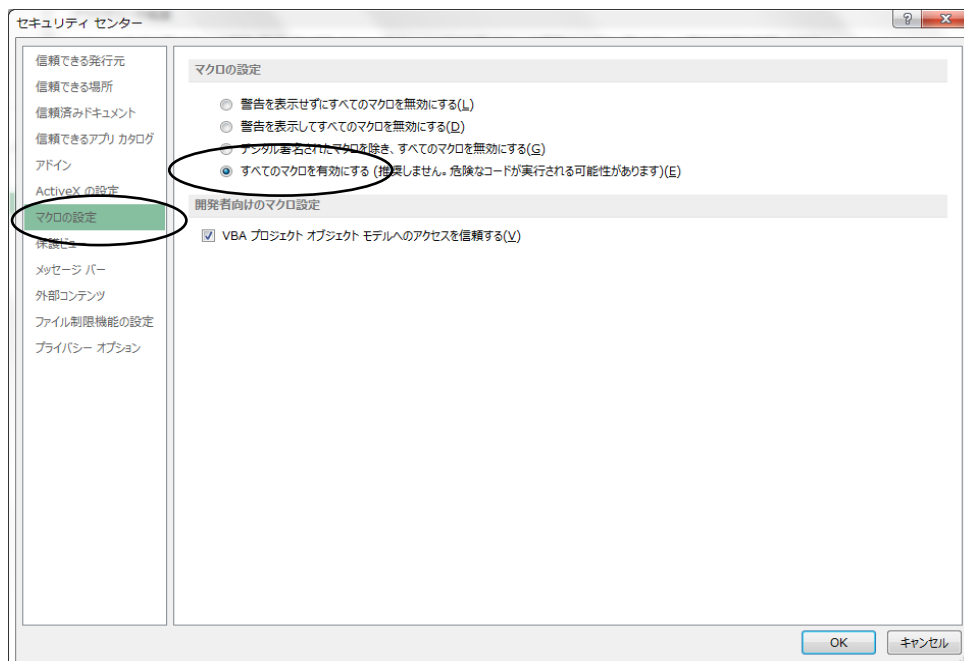 セキュリティ センター
信頼できる発行元
信頼できる場所
信頼済みドキュメント
信頼できるアプリ カタログ
アドイン
ActiveX の設定
マクロの設定
保護ビュー
メッセージ バー
外部コンテンツ
ファイル制限機能の設定
プライバシー オプション
マクロの設定
警告を表示せずにすべてのマクロを無効にする(L)
警告を表示してすべてのマクロを無効にする(D)
デジタル署名されたマクロを除き、すべてのマクロを無効にする(G)
すべてのマクロを有効にする (推奨しません。危険なコードが実行される可能性があります)(E)
開発者向けのマクロ設定
VBA プロジェクト オブジェクト モデルへのアクセスを信頼する(V)
OK
キャンセル